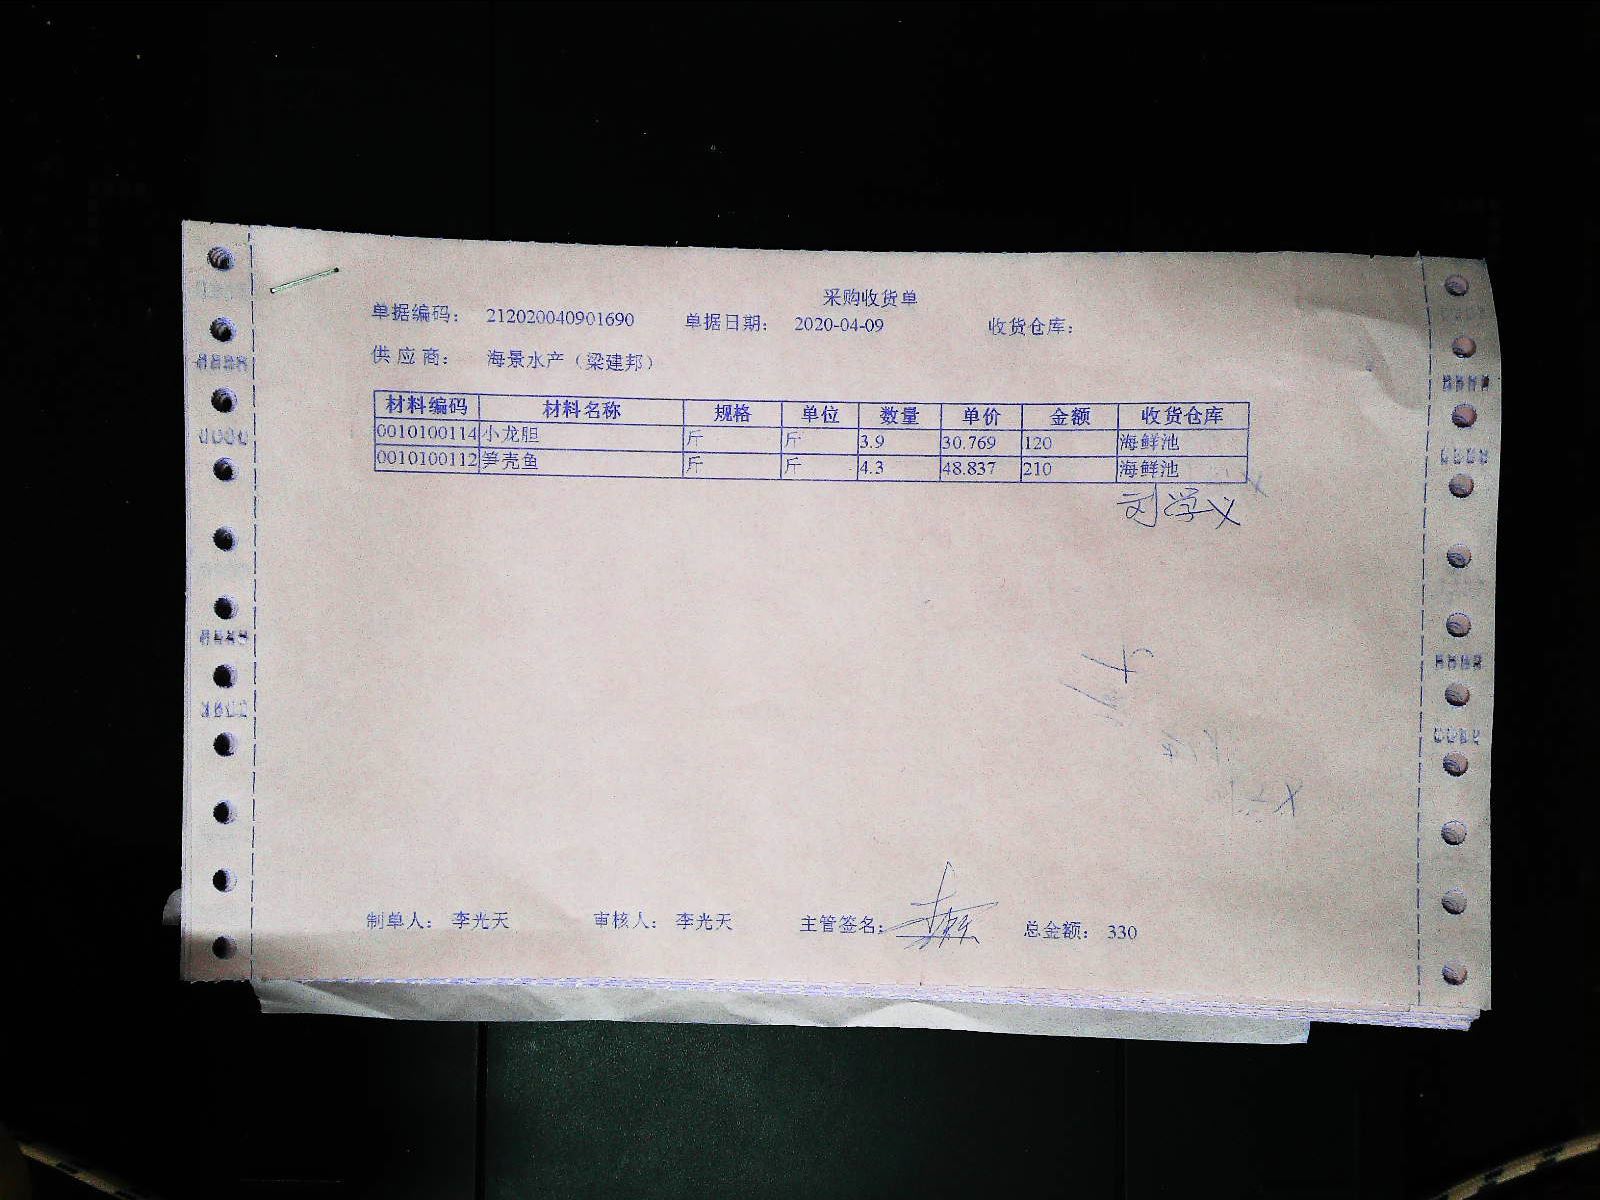 采购收货单
单据编码： 212020040901690 单据日期： 2020-04-09 收货仓库：
供 应 商： 海景水产（梁建邦）
材料编码 材料名称 规格 单位 数量 单价 金额 收货仓库
0010100114 小龙胆 斤 斤 3.9 30.769 120 海鲜池
0010100112 笋壳鱼 斤 斤 4.3 48.837 210 海鲜池
刘学义
制单人： 李光天 审核人： 李光天 主管签名： 总金额： 330